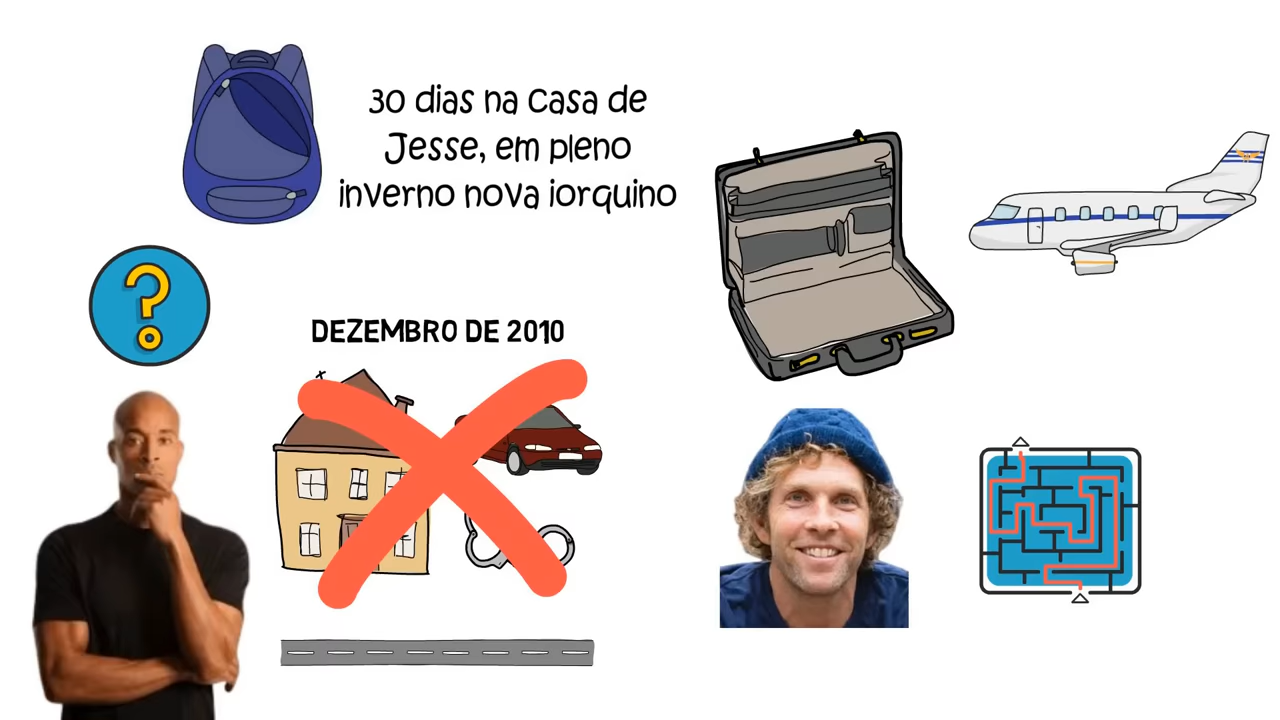 30 dias na casa de
Jesse, em pleno
inverno nova iorquino
DEZEMBRO DE 2010